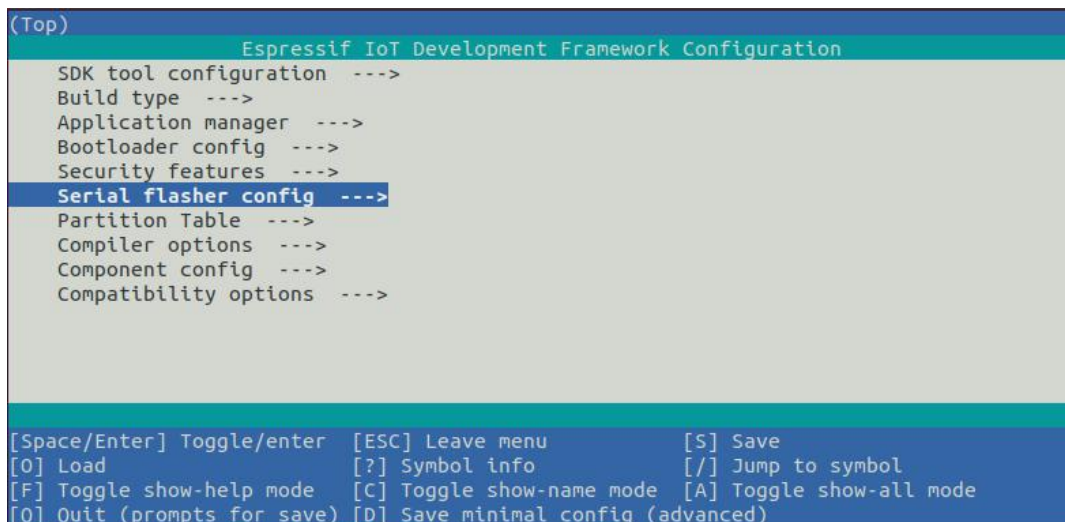 (Top)
Espressif IoT Development Framework Configuration
SDK tool configuration --->
Build type --->
Application manager --->
Bootloader config --->
Security features --->
Serial flasher config --->
Partition Table --->
Compiler options --->
Component config --->
Compatibility options --->
[Space/Enter] Toggle/enter [ESC] Leave menu [S] Save
[O] Load [?] Symbol info [/] Jump to symbol
[F] Toggle show-help mode [C] Toggle show-name mode [A] Toggle show-all mode
[Q] Quit (prompts for save) [D] Save minimal config (advanced)